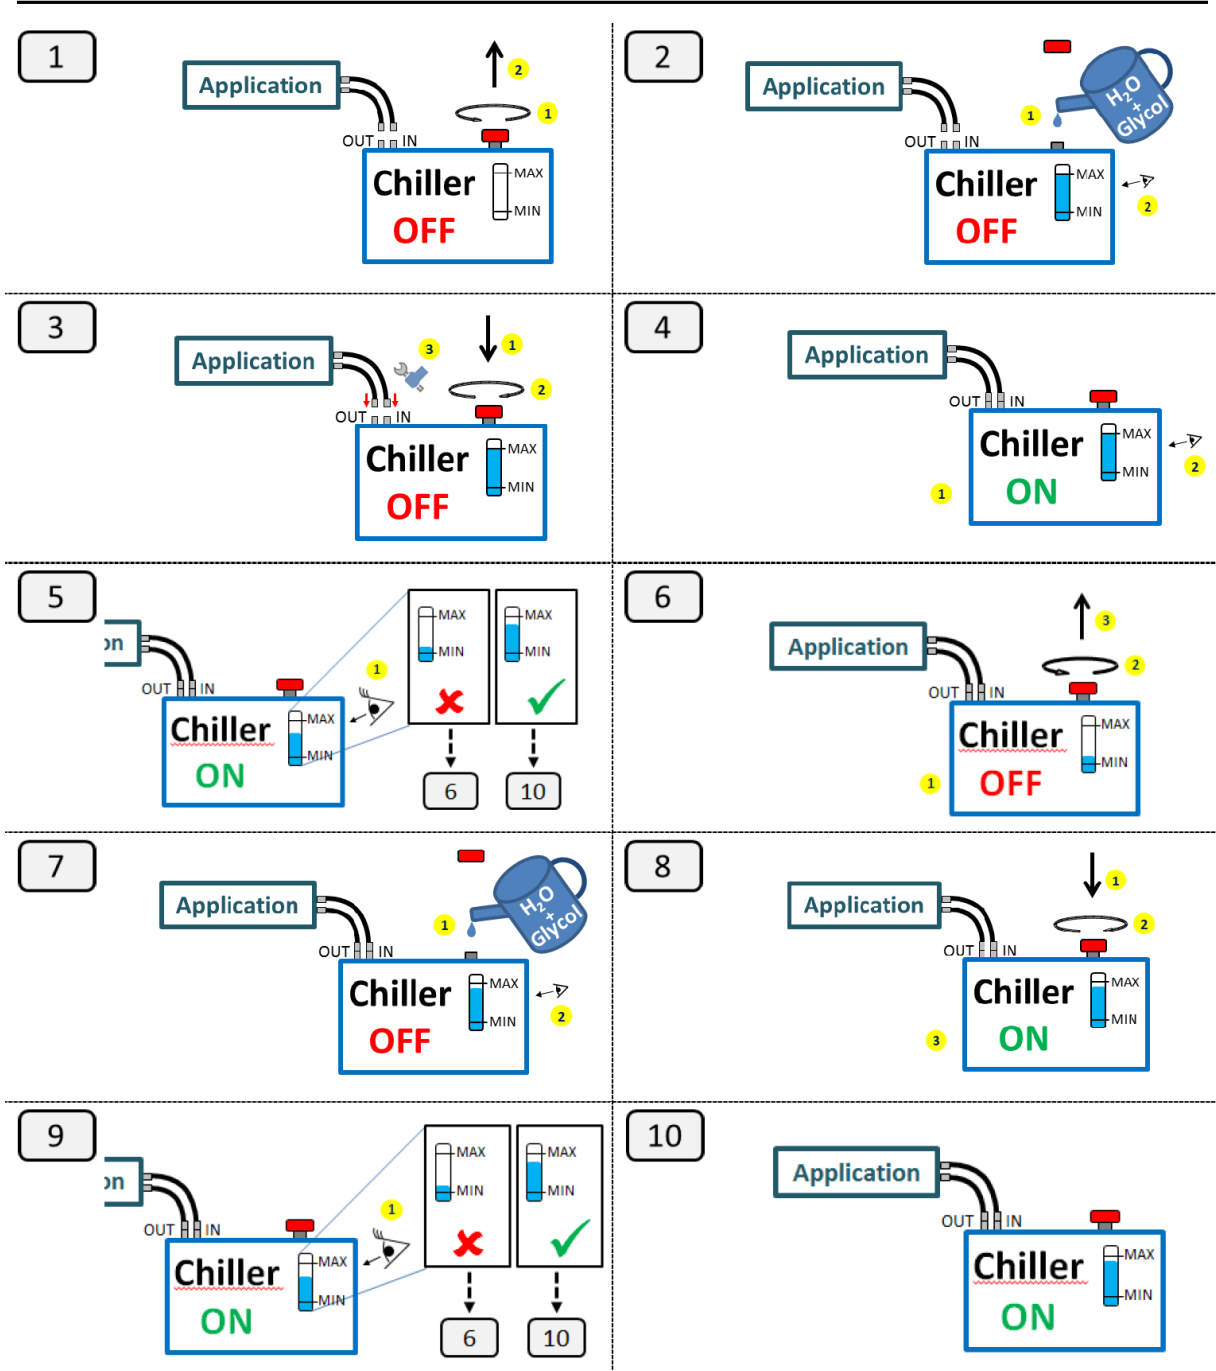 1
Application
2
1
OUT IN
Chiller
MAX
MIN
OFF
2
Application
H₂O
+
Glycol
1
OUT IN
Chiller
MAX
MIN
2
OFF
3
Application
3
1
2
OUT IN
Chiller
MAX
MIN
OFF
4
Application
OUT IN
Chiller
MAX
MIN
2
1
ON
5
on
1
OUT IN
Chiller
MAX
MIN
ON
MAX
MIN
MAX
MIN
6
10
6
Application
3
2
OUT IN
Chiller
MAX
MIN
1
OFF
7
Application
H₂O
+
Glycol
1
OUT IN
Chiller
MAX
MIN
2
OFF
8
Application
1
2
OUT IN
Chiller
MAX
MIN
3
ON
9
on
1
OUT IN
Chiller
MAX
MIN
ON
MAX
MIN
MAX
MIN
6
10
10
Application
OUT IN
Chiller
MAX
MIN
ON